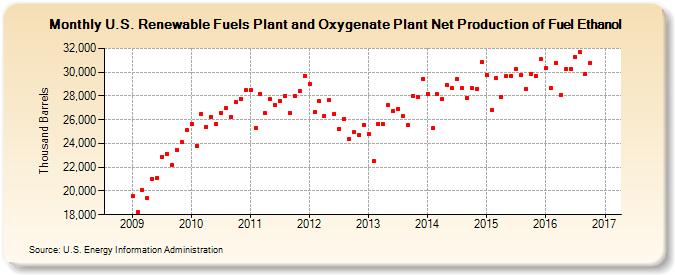 Monthly U.S. Renewable Fuels Plant and Oxygenate Plant Net Production of Fuel Ethanol
Thousand Barrels
32,000
30,000
28,000
26,000
24,000
22,000
20,000
18,000
2009 2010 2011 2012 2013 2014 2015 2016 2017
Source: U.S. Energy Information Administration